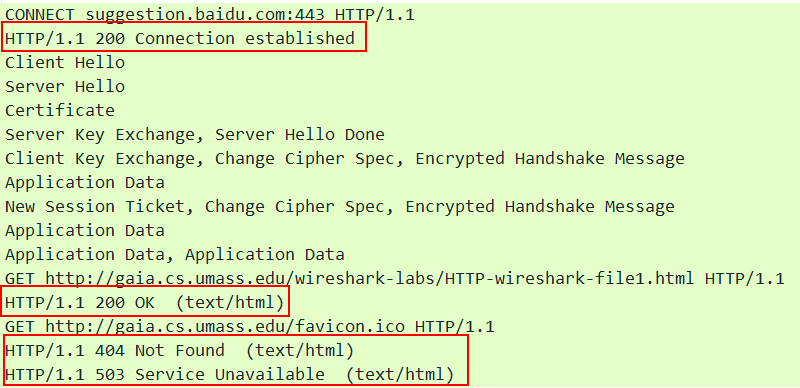 CONNECT suggestion.baidu.com:443 HTTP/1.1
HTTP/1.1 200 Connection established
Client Hello
Server Hello
Certificate
Server Key Exchange, Server Hello Done
Client Key Exchange, Change Cipher Spec, Encrypted Handshake Message
Application Data
New Session Ticket, Change Cipher Spec, Encrypted Handshake Message
Application Data
Application Data, Application Data
GET http://gaia.cs.umass.edu/wireshark-labs/HTTP-wireshark-file1.html HTTP/1.1
HTTP/1.1 200 OK  (text/html)
GET http://gaia.cs.umass.edu/favicon.ico HTTP/1.1
HTTP/1.1 404 Not Found  (text/html)
HTTP/1.1 503 Service Unavailable  (text/html)